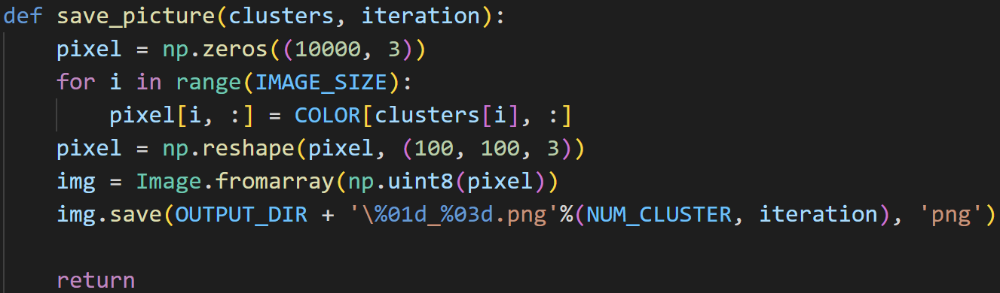 def save_picture(clusters, iteration):
    pixel = np.zeros((10000, 3))
    for i in range(IMAGE_SIZE):
        pixel[i, :] = COLOR[clusters[i], :]
    pixel = np.reshape(pixel, (100, 100, 3))
    img = Image.fromarray(np.uint8(pixel))
    img.save(OUTPUT_DIR + '\%01d_%03d.png'%(NUM_CLUSTER, iteration), 'png')
    return